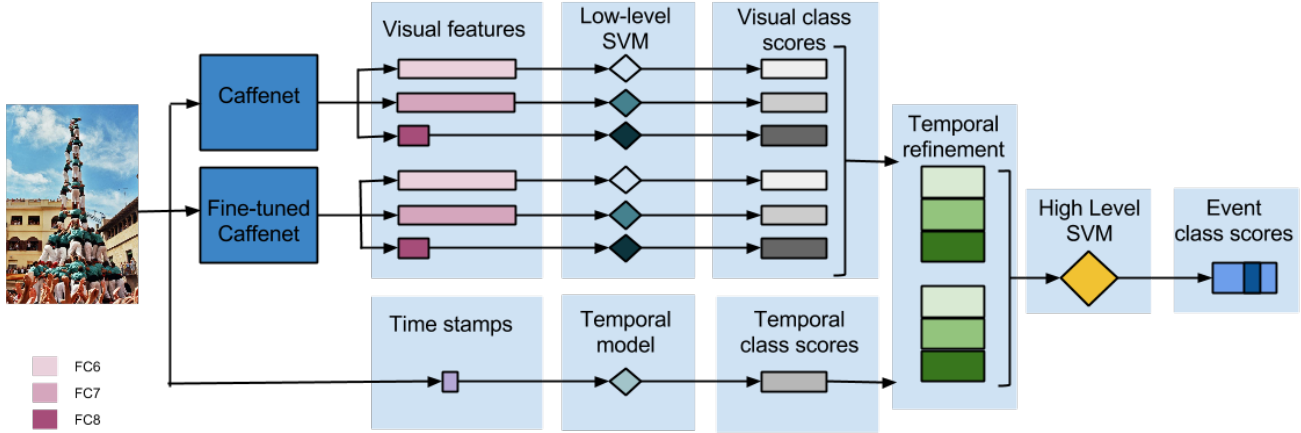 Visual features
Low-level
SVM
Visual class
scores
Caffenet
Fine-tuned
Caffenet
Temporal
refinement
High Level
SVM
Event
class scores
Time stamps
Temporal
model
Temporal
class scores
FC6
FC7
FC8